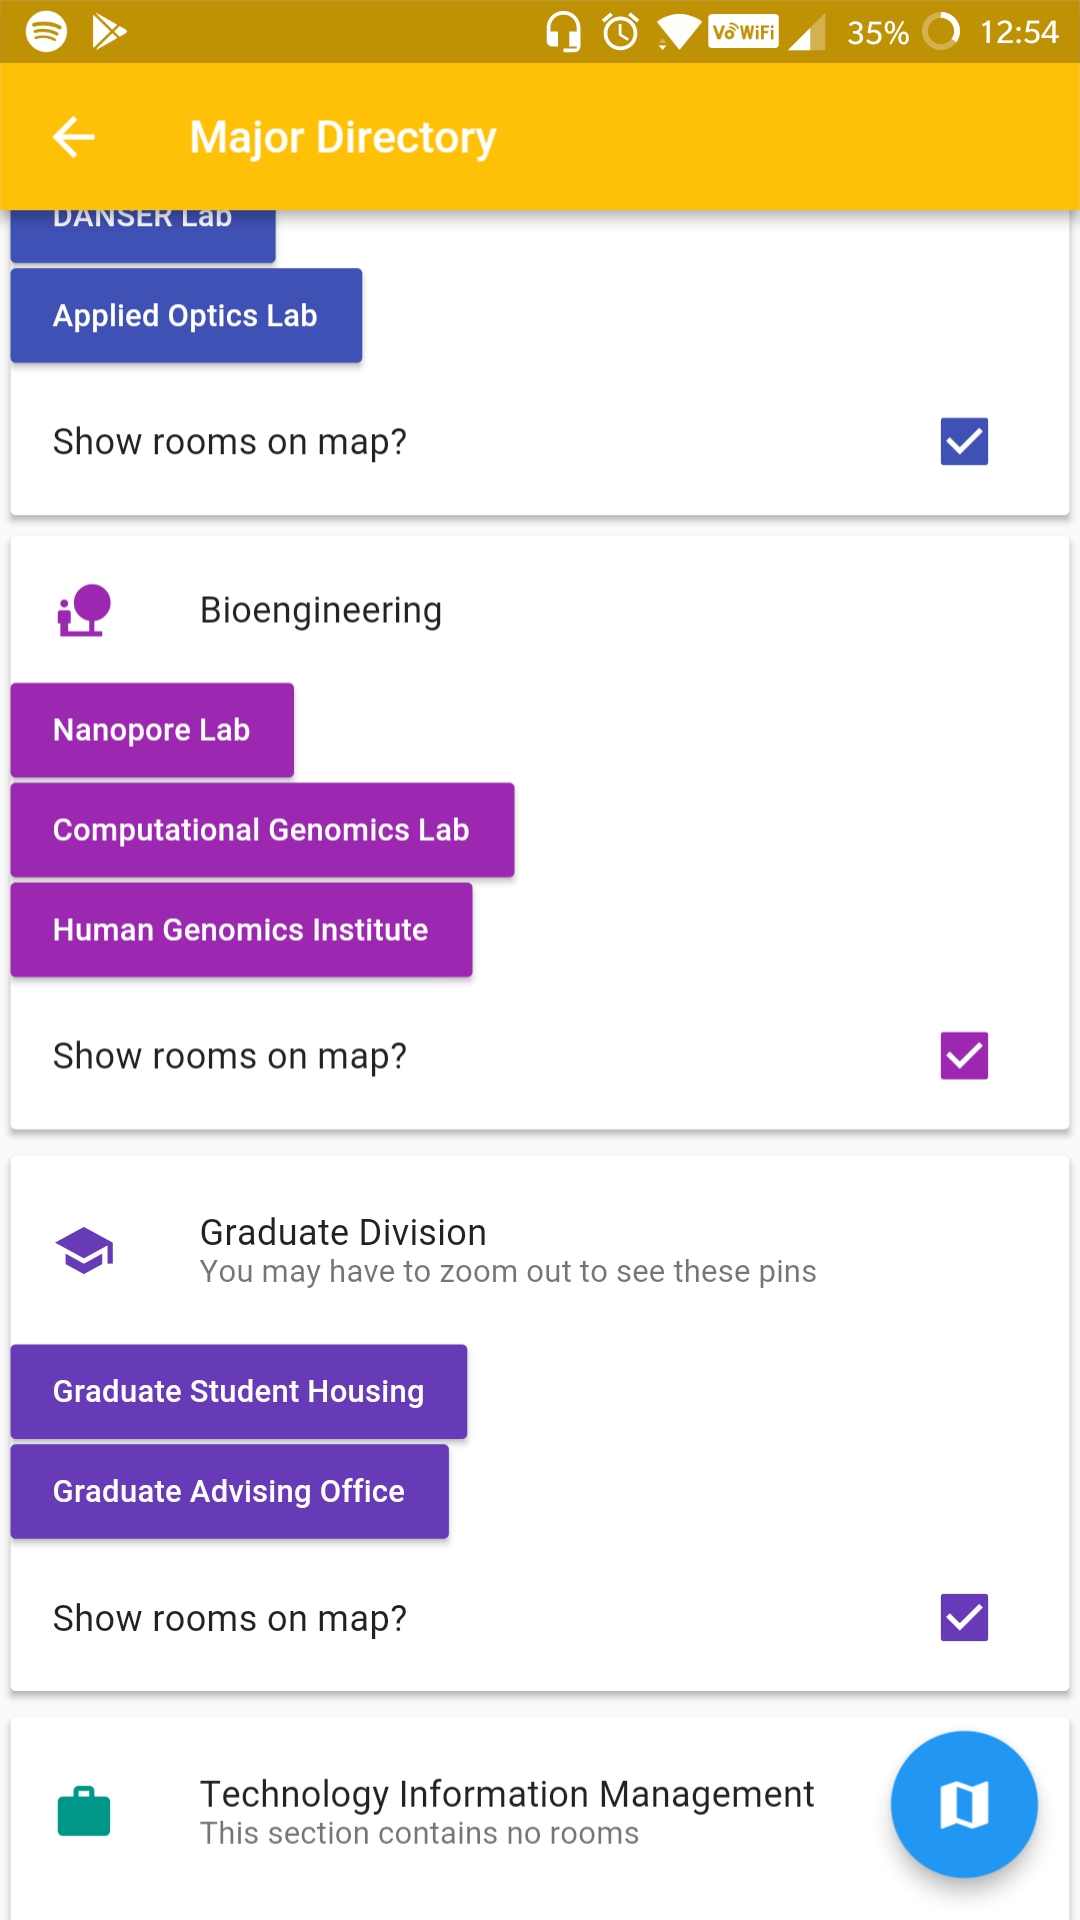 Vo WiFi 35% 12:54
Major Directory
DANSER Lab
Applied Optics Lab
Show rooms on map?
Bioengineering
Nanopore Lab
Computational Genomics Lab
Human Genomics Institute
Show rooms on map?
Graduate Division
You may have to zoom out to see these pins
Graduate Student Housing
Graduate Advising Office
Show rooms on map?
Technology Information Management
This section contains no rooms